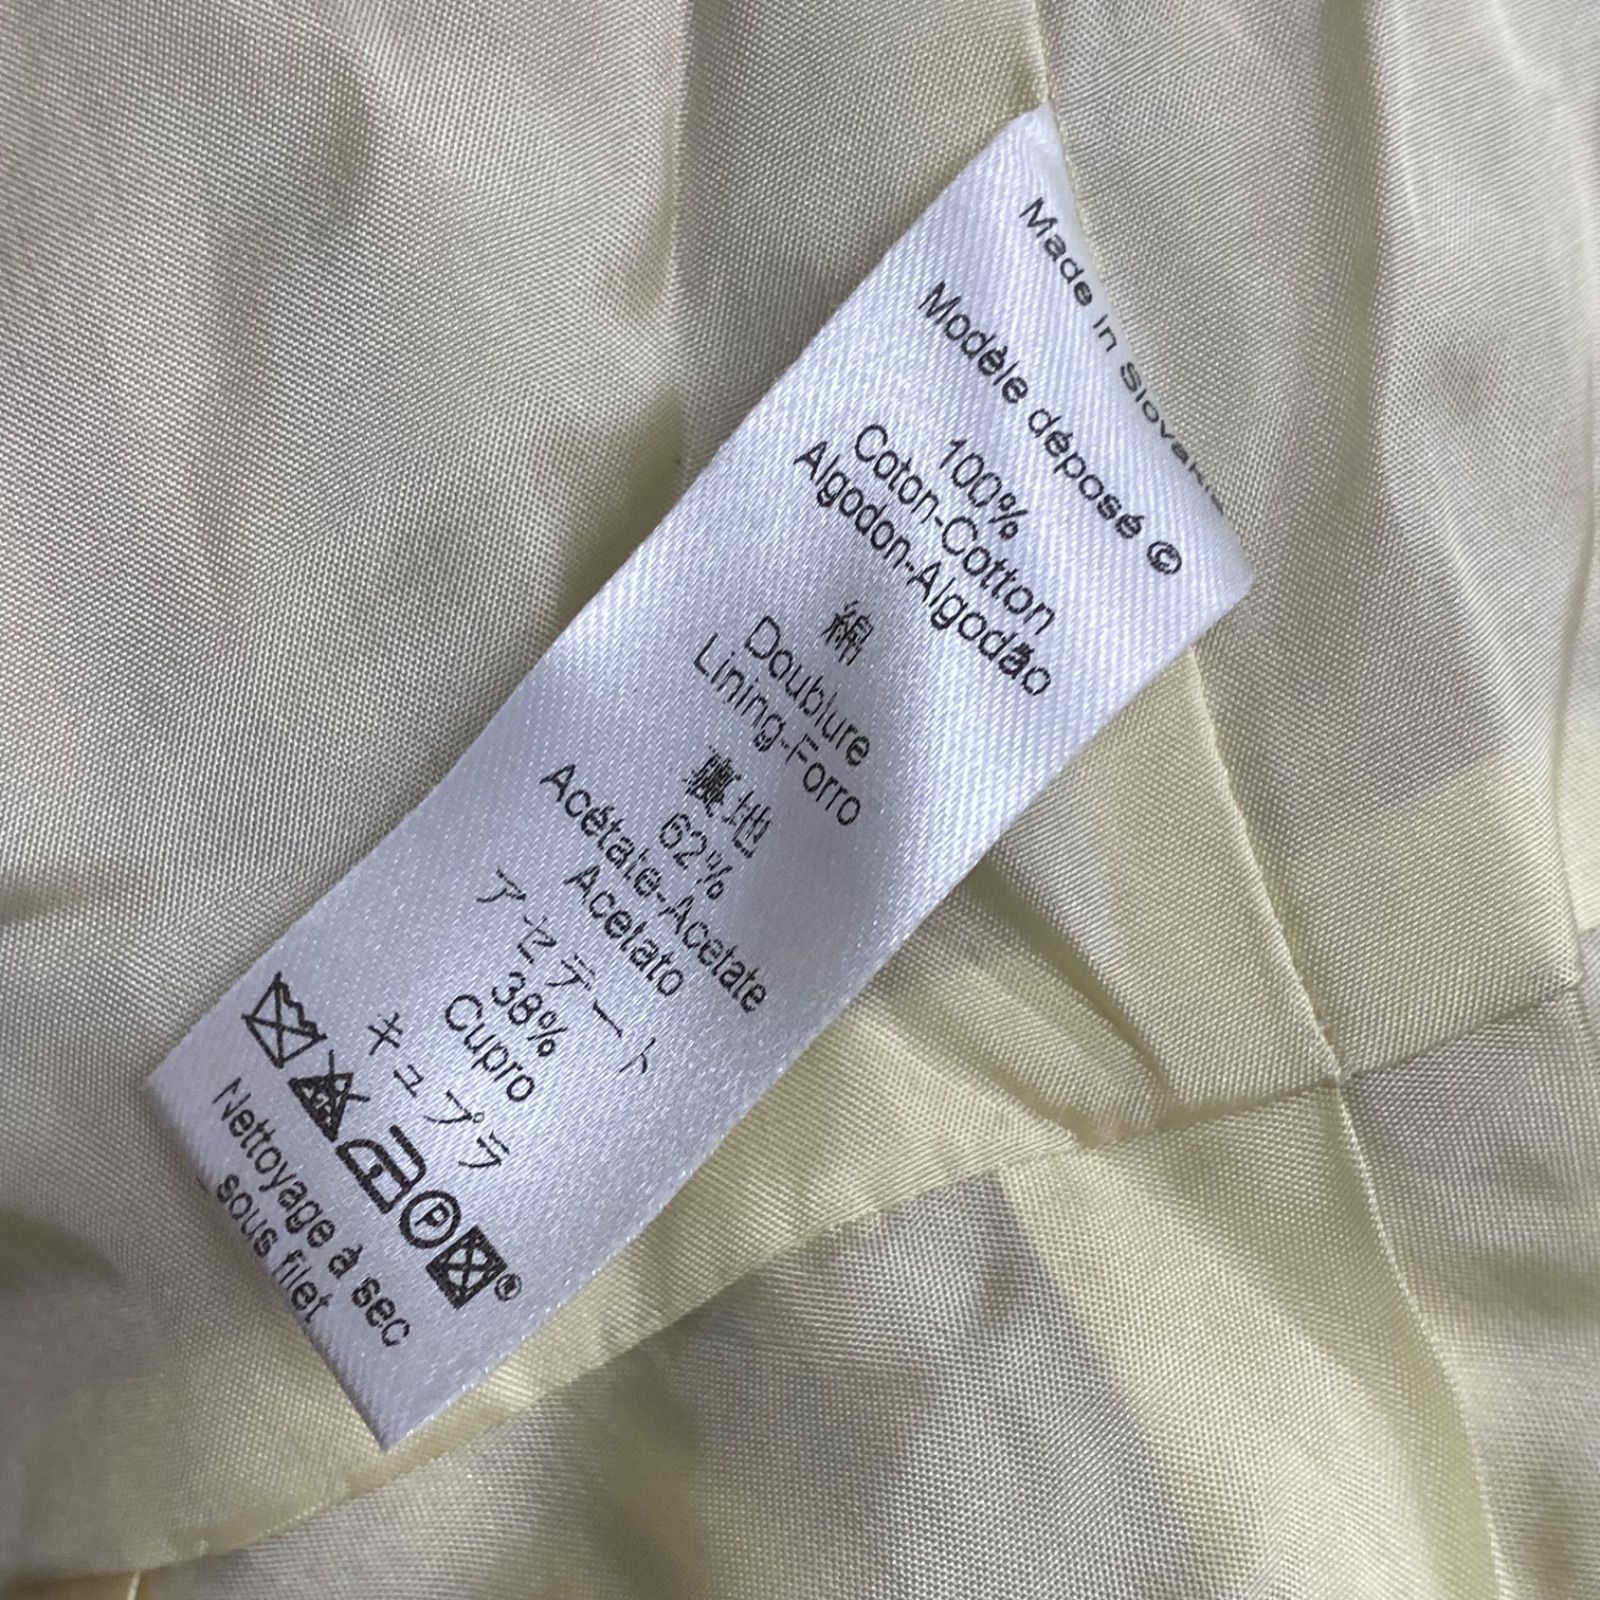 Made in Slovakia
Modèle déposé ©
100%
Coton-Cotton
Algodon-Algodão
綿
Doublure
Lining-Forro
裏地
62%
Acétate-Acetate
Acetato
アセテート
38%
Cupro
キュプラ
P ®
Nettoyage à sec
sous filet